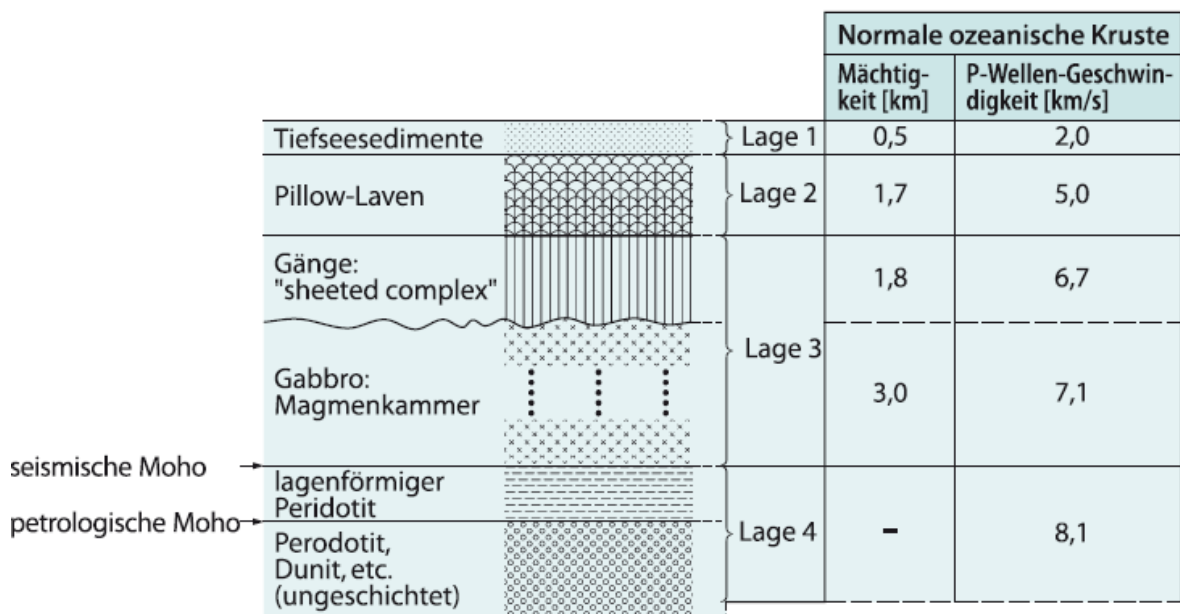 Normale ozeanische Kruste
Mächtig-
keit [km]
P-Wellen-Geschwin-
digkeit [km/s]
Tiefseesedimente
Lage 1
0,5
2,0
Pillow-Laven
Lage 2
1,7
5,0
Gänge:
"sheeted complex"
1,8
6,7
Lage 3
Gabbro:
Magmenkammer
3,0
7,1
seismische Moho
lagenförmiger
Peridotit
petrologische Moho
Lage 4
–
8,1
Perodotit,
Dunit, etc.
(ungeschichtet)